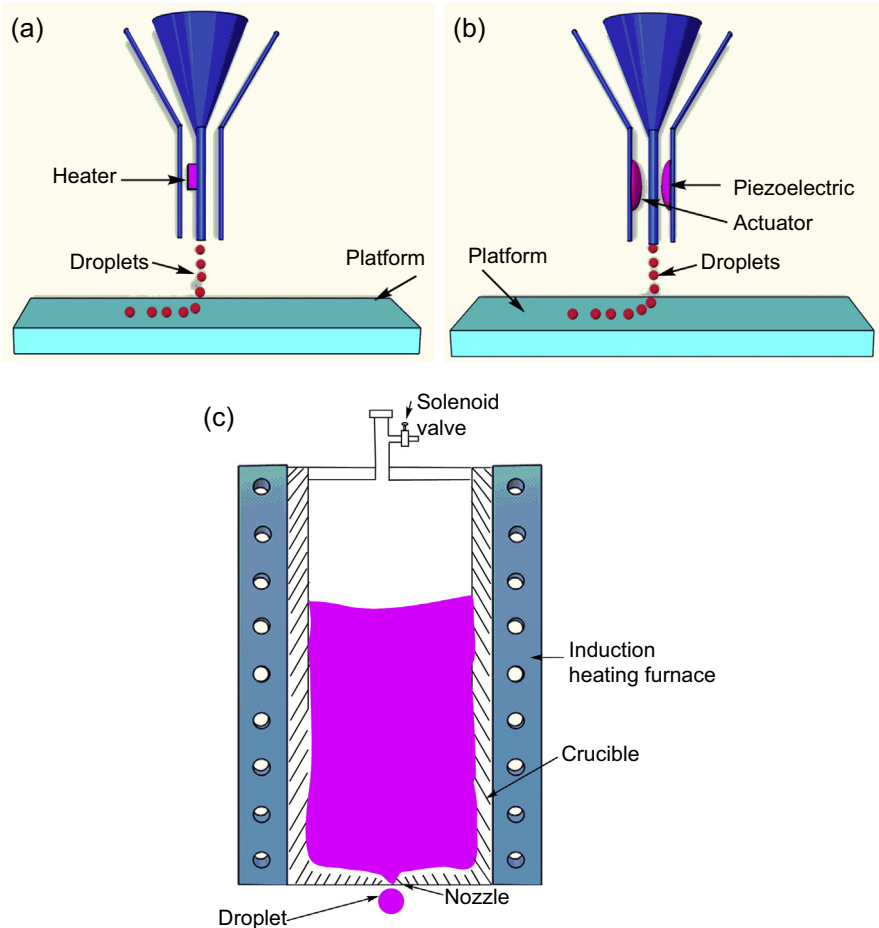 (a)
Heater
Droplets
Platform
(b)
Piezoelectric
Actuator
Platform
Droplets
(c)
Solenoid
valve
Induction
heating furnace
Crucible
Nozzle
Droplet